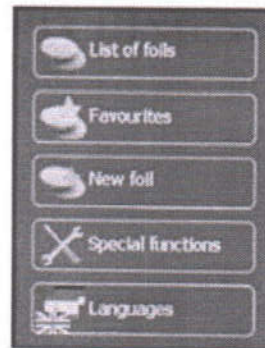 List of foils
Favourites
New foil
Special functions
Languages